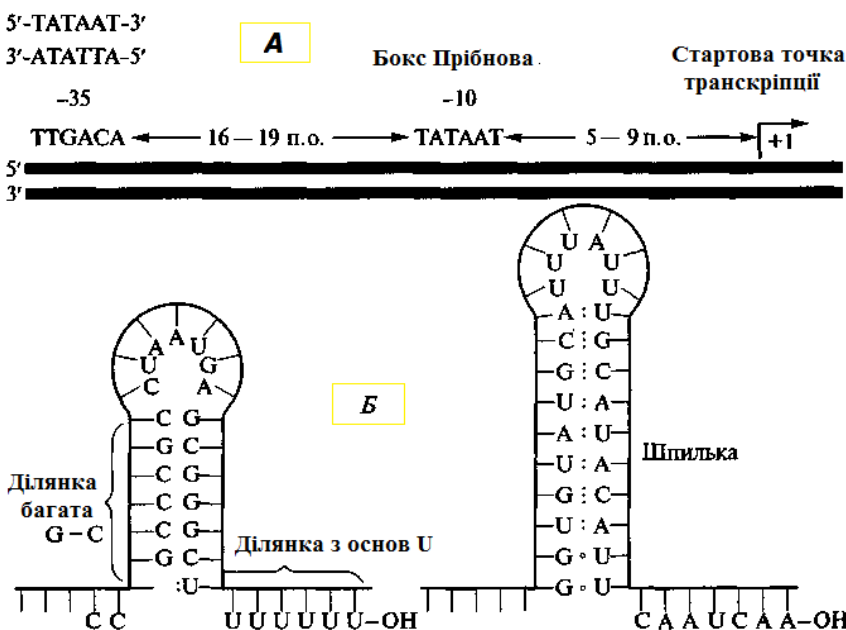 5'-TATAAT-3'
3'-ATATTA-5'
А
Бокс Прібнова
Стартова точка
транскріпції
–35
–10
TTGACA
16 — 19 п.о.
TATAAT
5 — 9 п.о.
+1
5'
3'
C U A A U G A
C G
G C
C G
C G
C G
G C
:U
Ділянка
багата
G – C
Ділянка з основ U
C C
U U U U U U–OH
Б
U U U A U U
A : U
C ⫶ G
G ⫶ C
U : A
A : U
U : A
G ⫶ C
U : A
G ∘ U
G ∘ U
Шпилька
C A A U C A A–OH